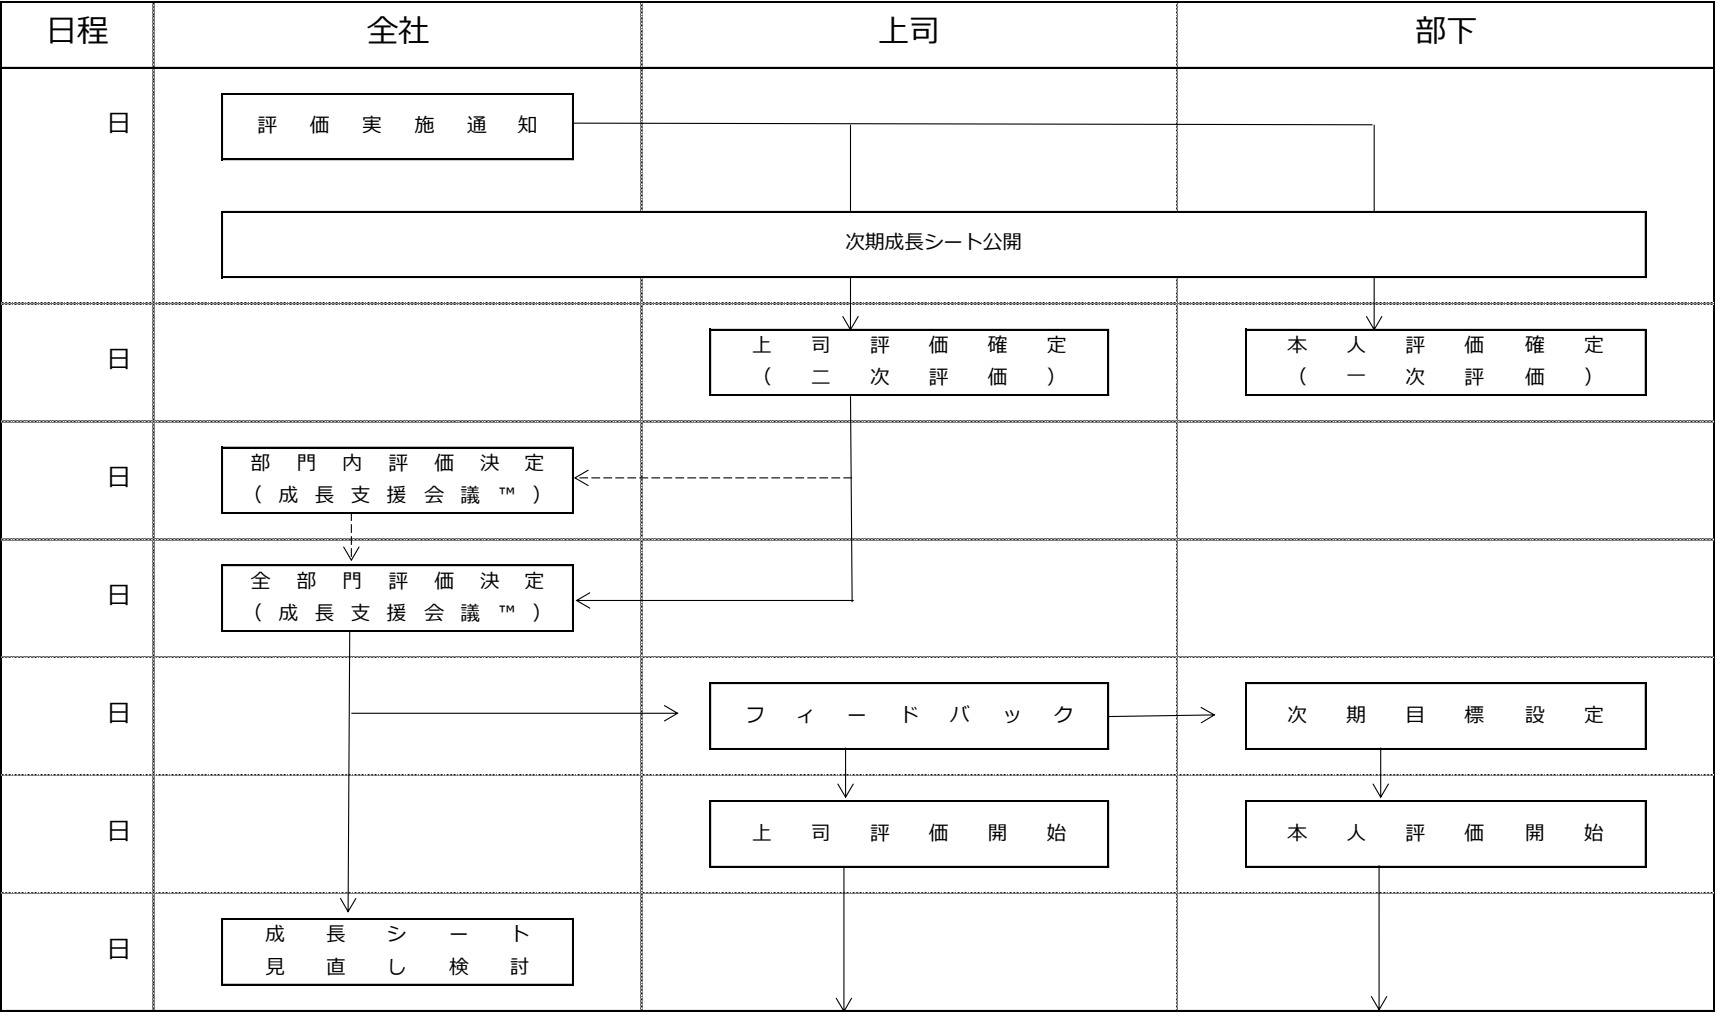 日程 全社 上司 部下
日 評価実施通知
次期成長シート公開
日
上司評価確定
（二次評価）
本人評価確定
（一次評価）
日
部門内評価決定
（成長支援会議™）
日
全部門評価決定
（成長支援会議™）
日 フィードバック 次期目標設定
日 上司評価開始 本人評価開始
日
成長シート
見直し検討